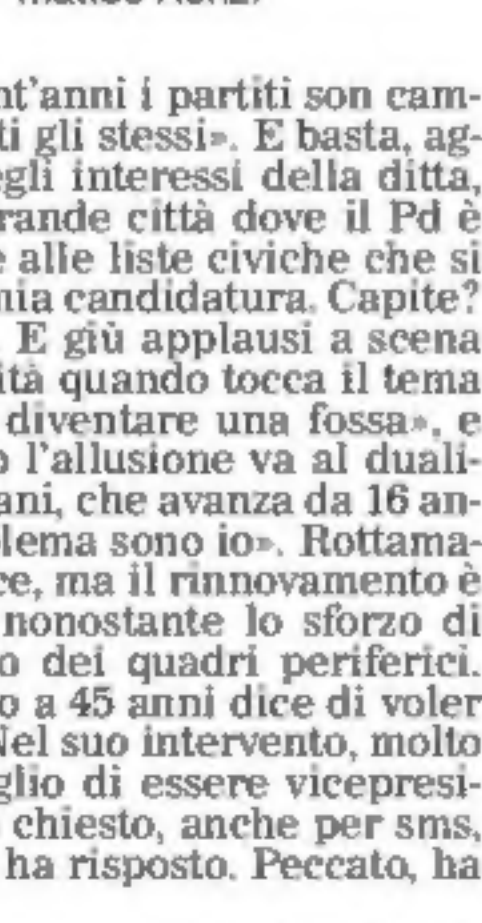 nt'anni i partiti son cam-
ti gli stessi». E basta, ag-
egli interessi della ditta,
rande città dove il Pd è
e alle liste civiche che si
nia candidatura. Capite?
. E giù applausi a scena
ità quando tocca il tema
diventare una fossa», e
o l'allusione va al duali-
ani, che avanza da 16 an-
blema sono io». Rottama-
ce, ma il rinnovamento è
nonostante lo sforzo di
o dei quadri periferici.
o a 45 anni dice di voler
Nel suo intervento, molto
glio di essere vicepresi-
chiesto, anche per sms,
ha risposto. Peccato, ha